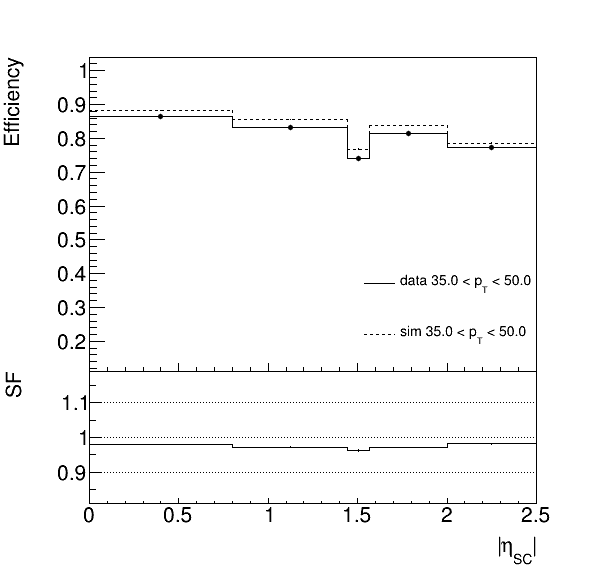 Efficiency
1
0.9
0.8
0.7
0.6
0.5
0.4
0.3
0.2
data 35.0 < p_T < 50.0
sim 35.0 < p_T < 50.0
SF
1.1
1
0.9
0 0.5 1 1.5 2 2.5
|η_SC|